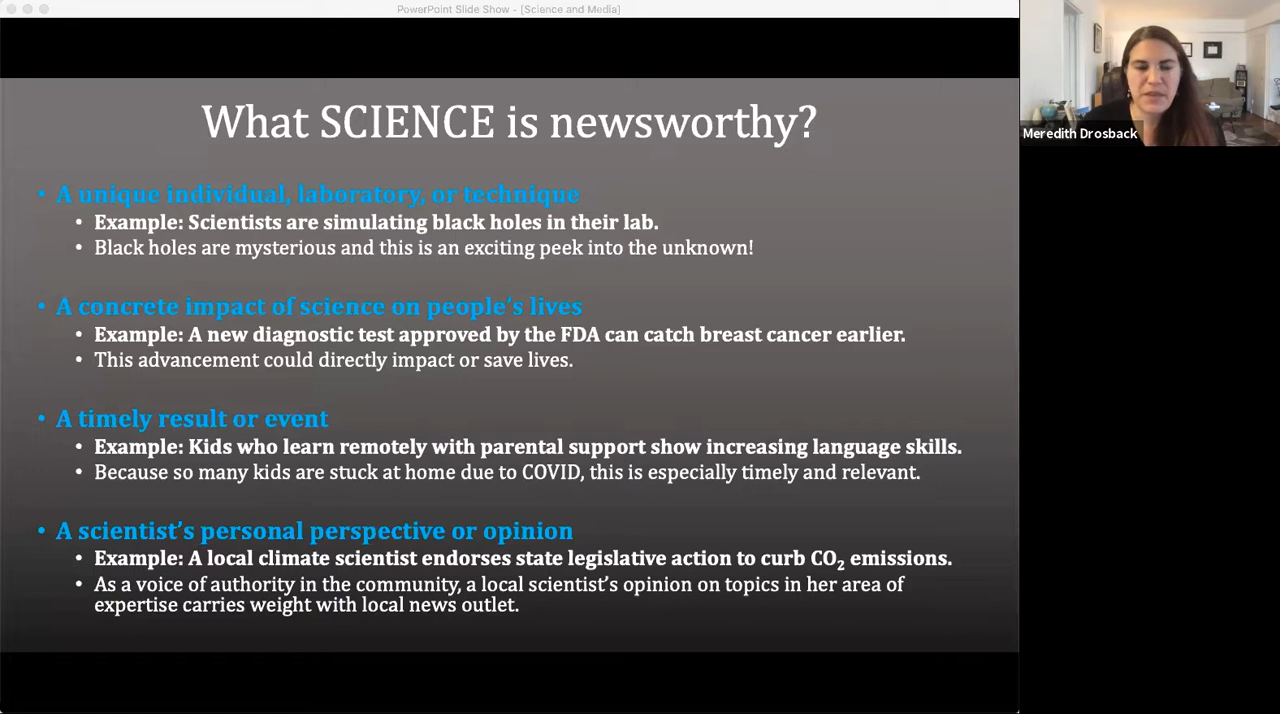 PowerPoint Slide Show - [Science and Media]
What SCIENCE is newsworthy?
• A unique individual, laboratory, or technique
• Example: Scientists are simulating black holes in their lab.
• Black holes are mysterious and this is an exciting peek into the unknown!
• A concrete impact of science on people's lives
• Example: A new diagnostic test approved by the FDA can catch breast cancer earlier.
• This advancement could directly impact or save lives.
• A timely result or event
• Example: Kids who learn remotely with parental support show increasing language skills.
• Because so many kids are stuck at home due to COVID, this is especially timely and relevant.
• A scientist's personal perspective or opinion
• Example: A local climate scientist endorses state legislative action to curb CO₂ emissions.
• As a voice of authority in the community, a local scientist's opinion on topics in her area of
expertise carries weight with local news outlet.
Meredith Drosback